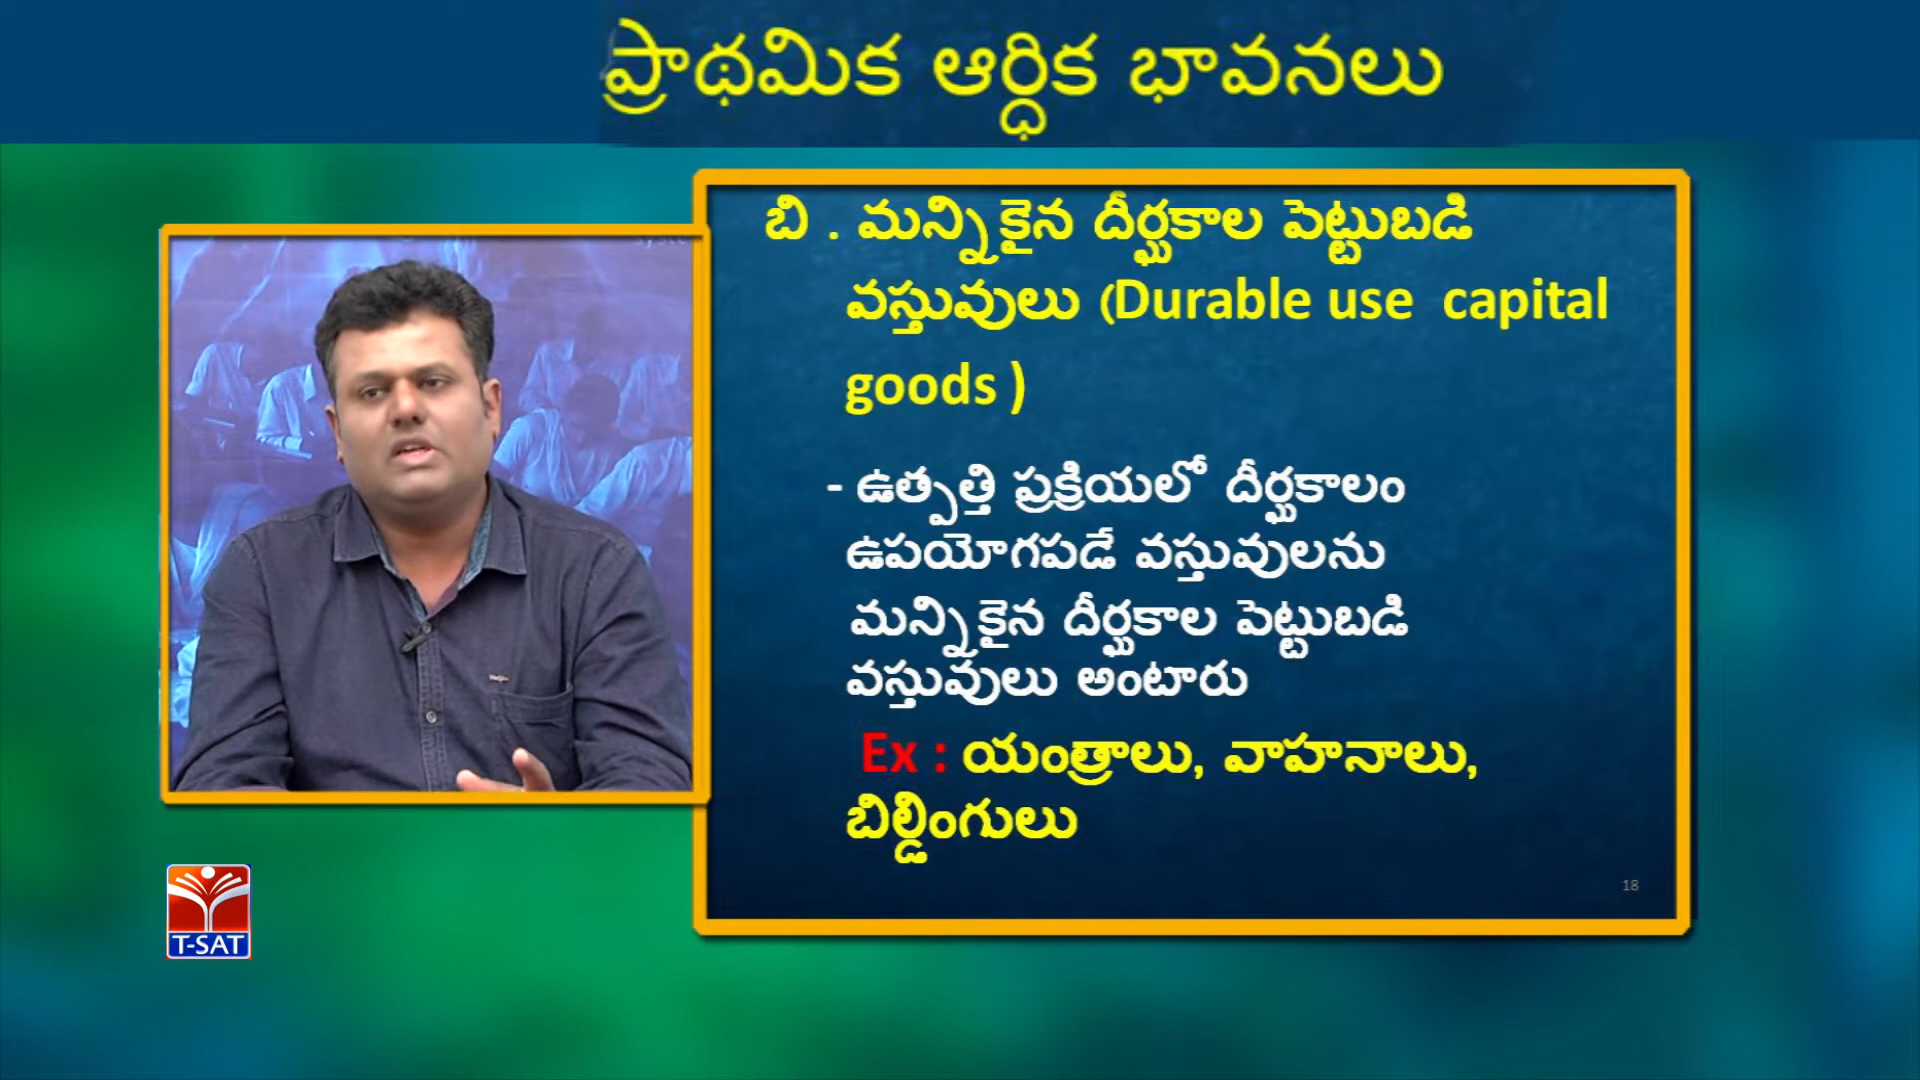 ప్రాథమిక ఆర్ధిక భావనలు
బి . మన్నికైన దీర్ఘకాల పెట్టుబడి
వస్తువులు (Durable use capital
goods )
- ఉత్పత్తి ప్రక్రియలో దీర్ఘకాలం
ఉపయోగపడే వస్తువులను
మన్నికైన దీర్ఘకాల పెట్టుబడి
వస్తువులు అంటారు
Ex : యంత్రాలు, వాహనాలు,
బిల్డింగులు
18
T-SAT